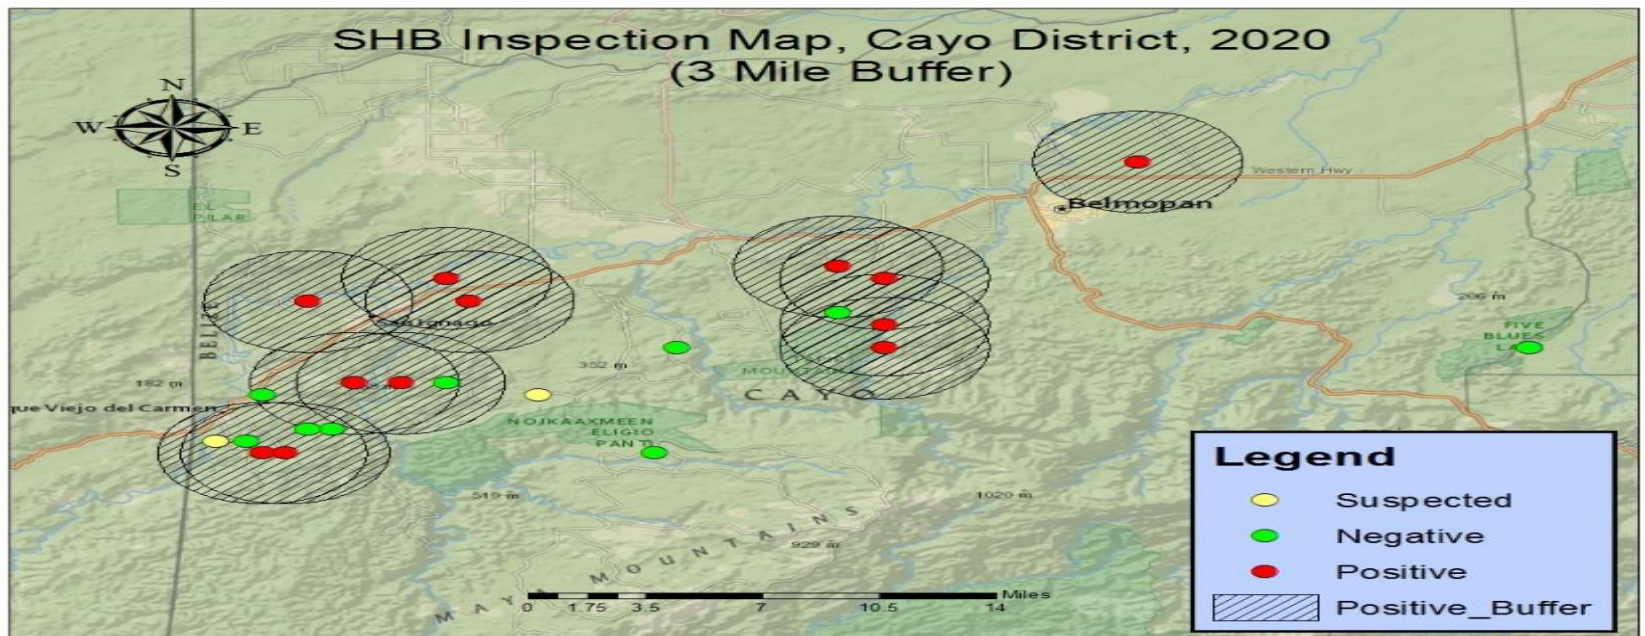 SHB Inspection Map, Cayo District, 2020
(3 Mile Buffer)
N
W
E
S
EL
PILAR
Western Hwy
Belmopan
BELIZE
San Ignacio
206 m
FIVE
BLUES
352 m
182 m
MOUNTAIN
CAYO
que Viejo del Carmen
NOJKAAXMEEN
ELIGIO
PANTI
519 m
1020 m
929 m
MAYA MOUNTAINS
0 1.75 3.5 7 10.5 14 Miles
Legend
Suspected
Negative
Positive
Positive_Buffer